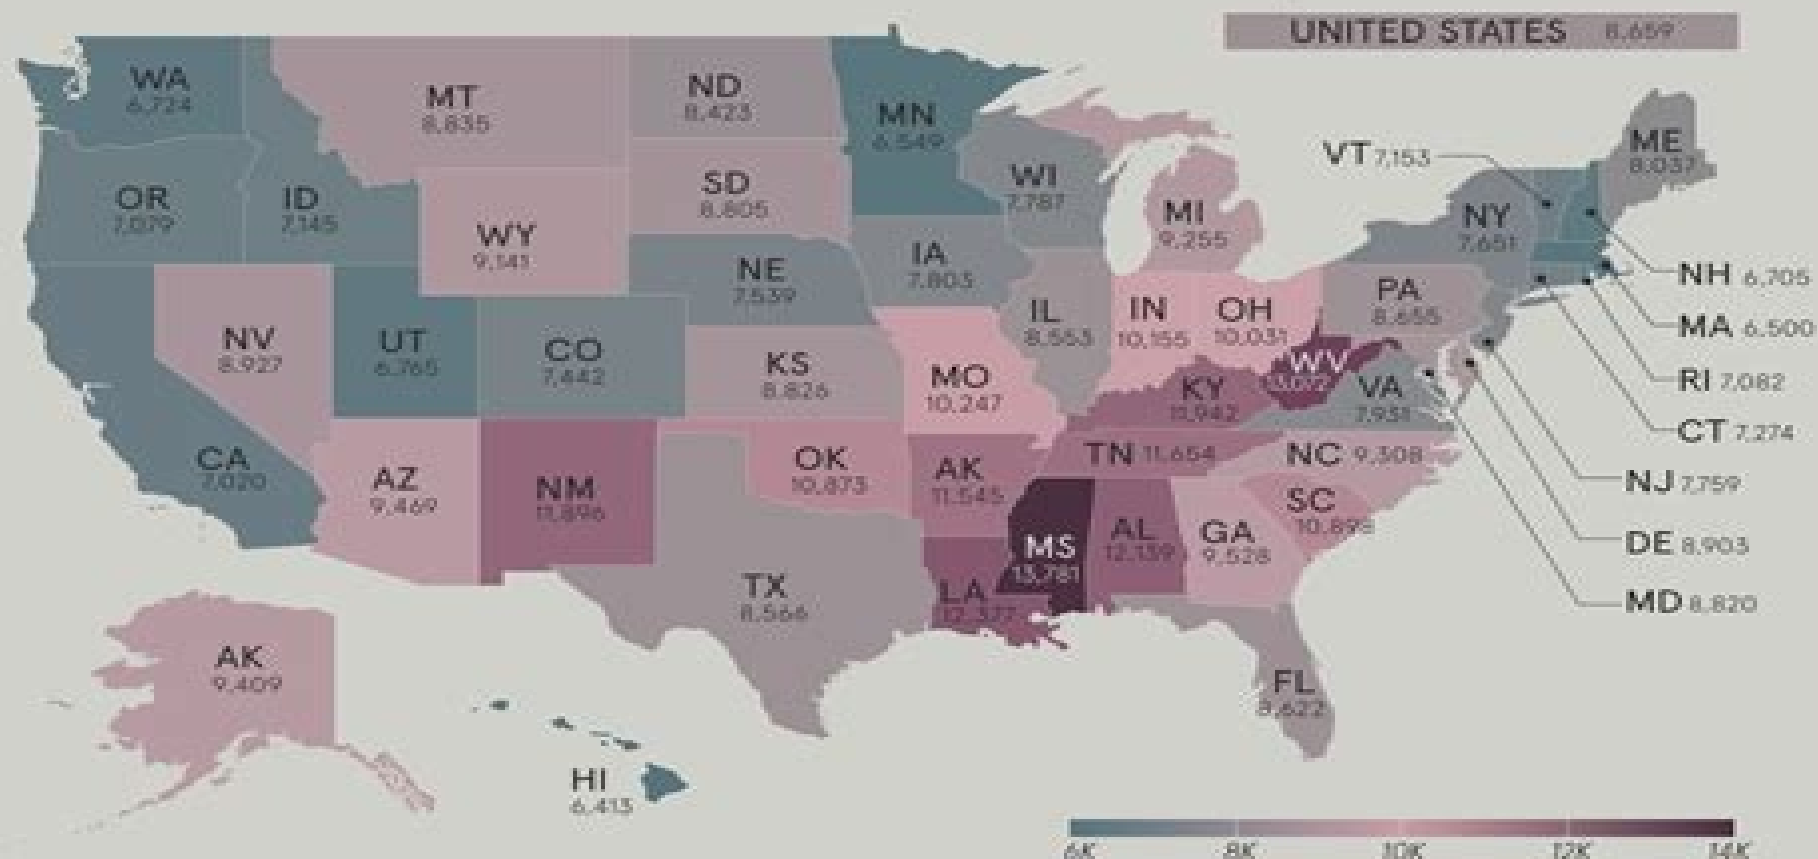 UNITED STATES 8,659
WA
6,724
MT
8,835
ND
8,423
MN
6,549
VT 7,153
ME
8,037
OR
7,079
ID
7,145
WY
9,141
SD
8,805
WI
7,787
MI
9,255
NY
7,651
NE
7,539
IA
7,803
NH 6,705
PA
8,655
IL
8,553
IN
10,155
OH
10,031
MA 6,500
NV
8,927
UT
6,765
CO
7,442
KS
8,826
MO
10,247
KY
11,942
WV
VA
7,931
RI 7,082
CT 7,274
CA
7,020
AZ
9,469
NM
11,896
OK
10,873
AK
11,545
TN 11,654
NC 9,308
NJ 7,759
SC
10,898
MS
13,781
AL
12,139
GA
9,528
DE 8,903
TX
8,566
LA
12,377
MD 8,820
AK
9,409
FL
8,622
HI
6,413
6K 8K 10K 12K 14K